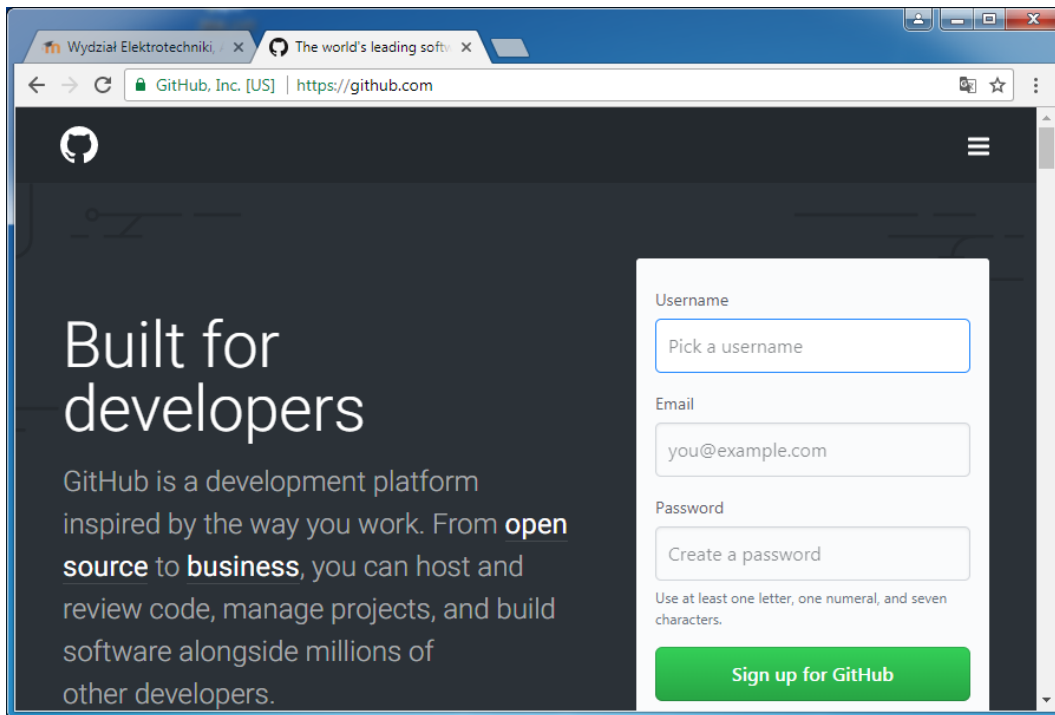 Wydział Elektrotechniki,
The world's leading softw
GitHub, Inc. [US] | https://github.com
Built for
developers
GitHub is a development platform
inspired by the way you work. From open
source to business, you can host and
review code, manage projects, and build
software alongside millions of
other developers.
Username
Pick a username
Email
you@example.com
Password
Create a password
Use at least one letter, one numeral, and seven
characters.
Sign up for GitHub